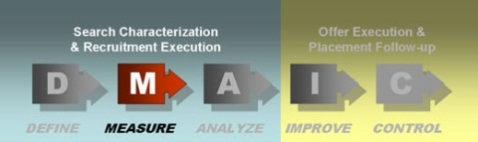 Search Characterization
& Recruitment Execution
Offer Execution &
Placement Follow-up
D M A I C
DEFINE MEASURE ANALYZE IMPROVE CONTROL